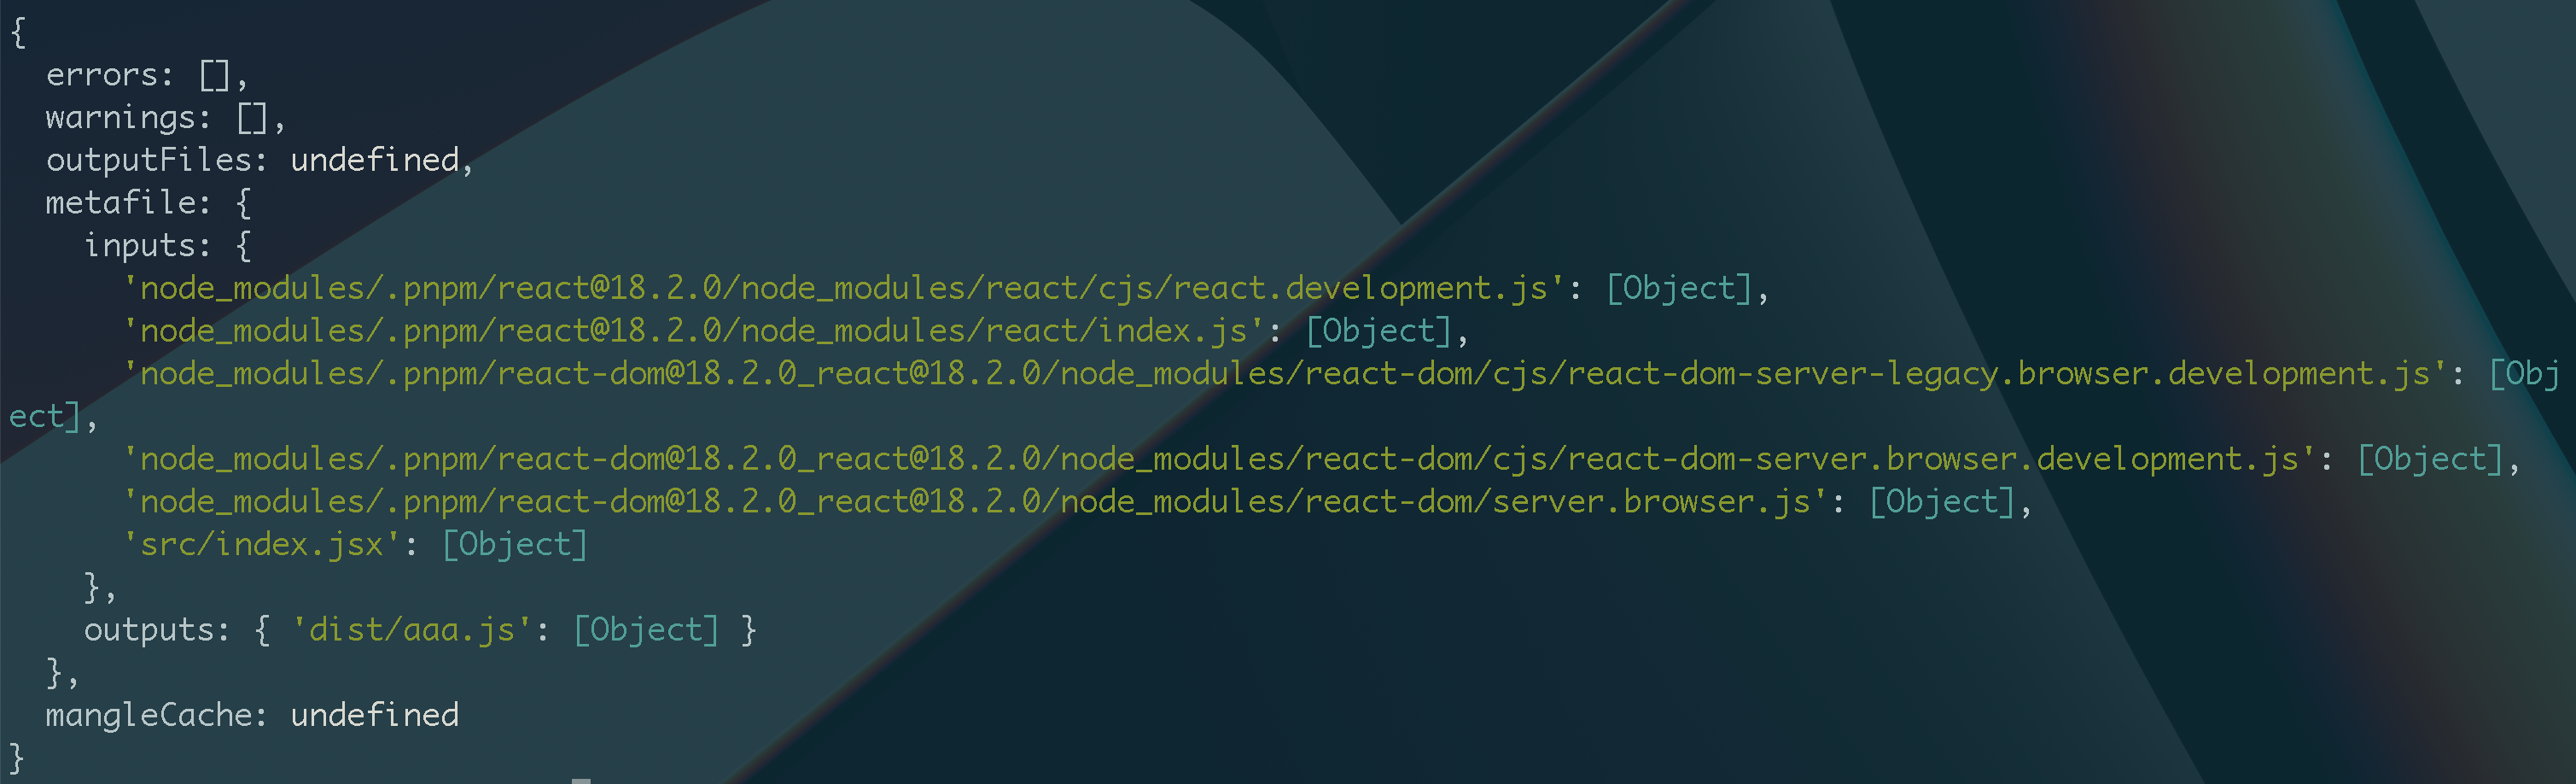 {
  errors: [],
  warnings: [],
  outputFiles: undefined,
  metafile: {
    inputs: {
      'node_modules/.pnpm/react@18.2.0/node_modules/react/cjs/react.development.js': [Object],
      'node_modules/.pnpm/react@18.2.0/node_modules/react/index.js': [Object],
      'node_modules/.pnpm/react-dom@18.2.0_react@18.2.0/node_modules/react-dom/cjs/react-dom-server-legacy.browser.development.js': [Obj
ect],
      'node_modules/.pnpm/react-dom@18.2.0_react@18.2.0/node_modules/react-dom/cjs/react-dom-server.browser.development.js': [Object],
      'node_modules/.pnpm/react-dom@18.2.0_react@18.2.0/node_modules/react-dom/server.browser.js': [Object],
      'src/index.jsx': [Object]
    },
    outputs: { 'dist/aaa.js': [Object] }
  },
  mangleCache: undefined
}